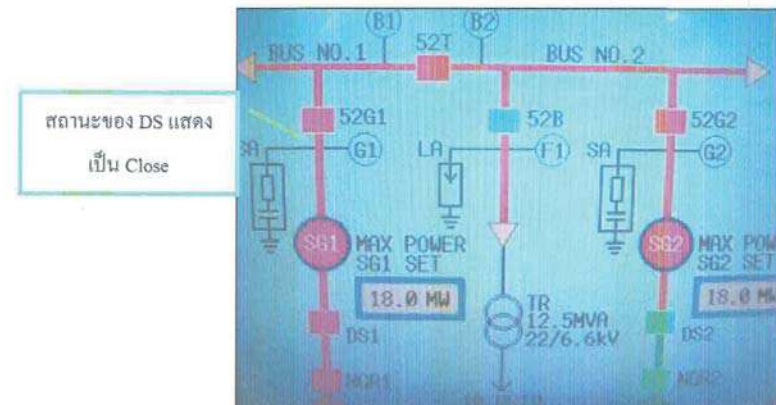 B1
B2
52T
BUS NO.1
BUS NO.2
สถานะของ DS แสดง
เป็น Close
52G1
52B
52G2
SA
G1
LA
F1
SA
G2
SG1
MAX POWER
SG1 SET
18.0 MW
SG2
MAX POW
SG2 SET
18.0 M
TR
12.5MVA
22/6.6kV
DS1
DS2
NGR1
NGR2